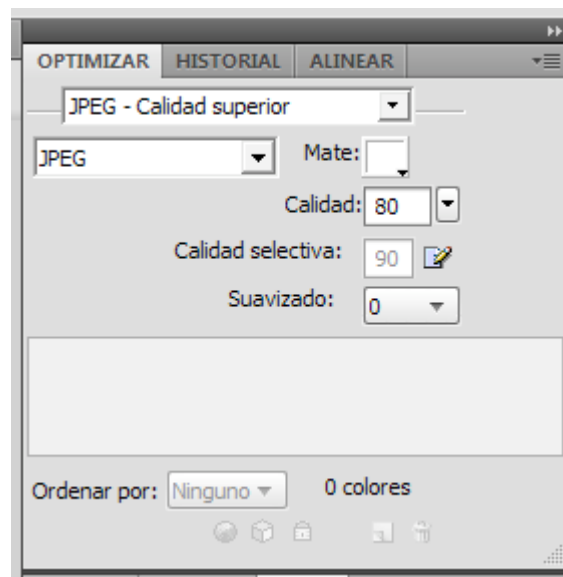 OPTIMIZAR HISTORIAL ALINEAR
JPEG - Calidad superior
JPEG Mate:
Calidad: 80
Calidad selectiva: 90
Suavizado: 0
Ordenar por: Ninguno 0 colores